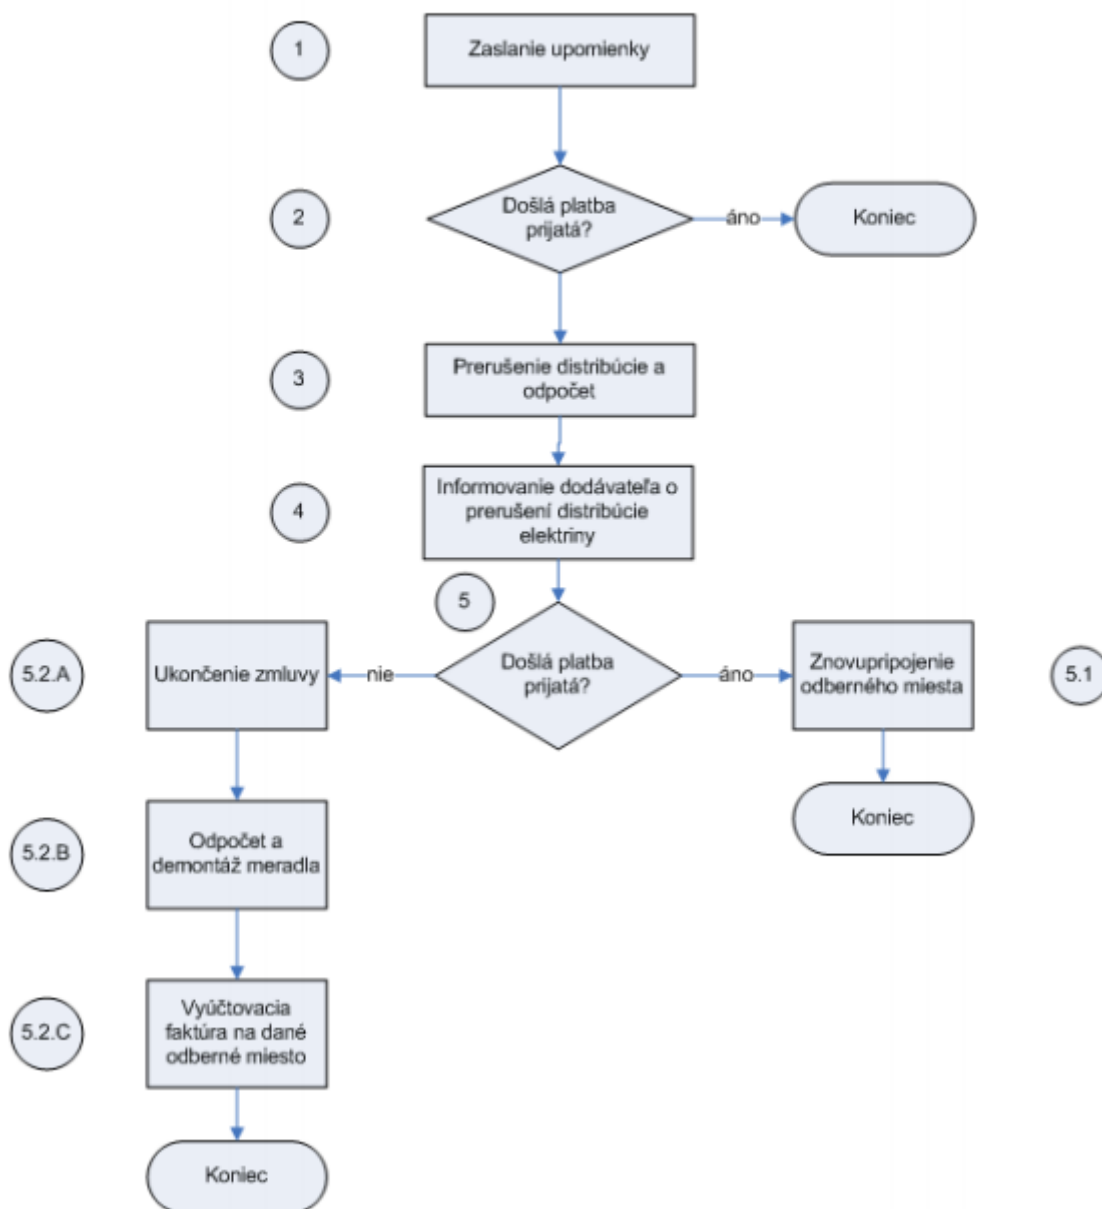 1
Zaslanie upomienky
2
Došlá platba
prijatá?
áno
Koniec
3
Prerušenie distribúcie a
odpočet
4
Informovanie dodávateľa o
prerušení distribúcie
elektriny
5
5.2.A
Ukončenie zmluvy
nie
Došlá platba
prijatá?
áno
Znovupripojenie
odberného miesta
5.1
Koniec
5.2.B
Odpočet a
demontáž meradla
5.2.C
Vyúčtovacia
faktúra na dané
odberné miesto
Koniec